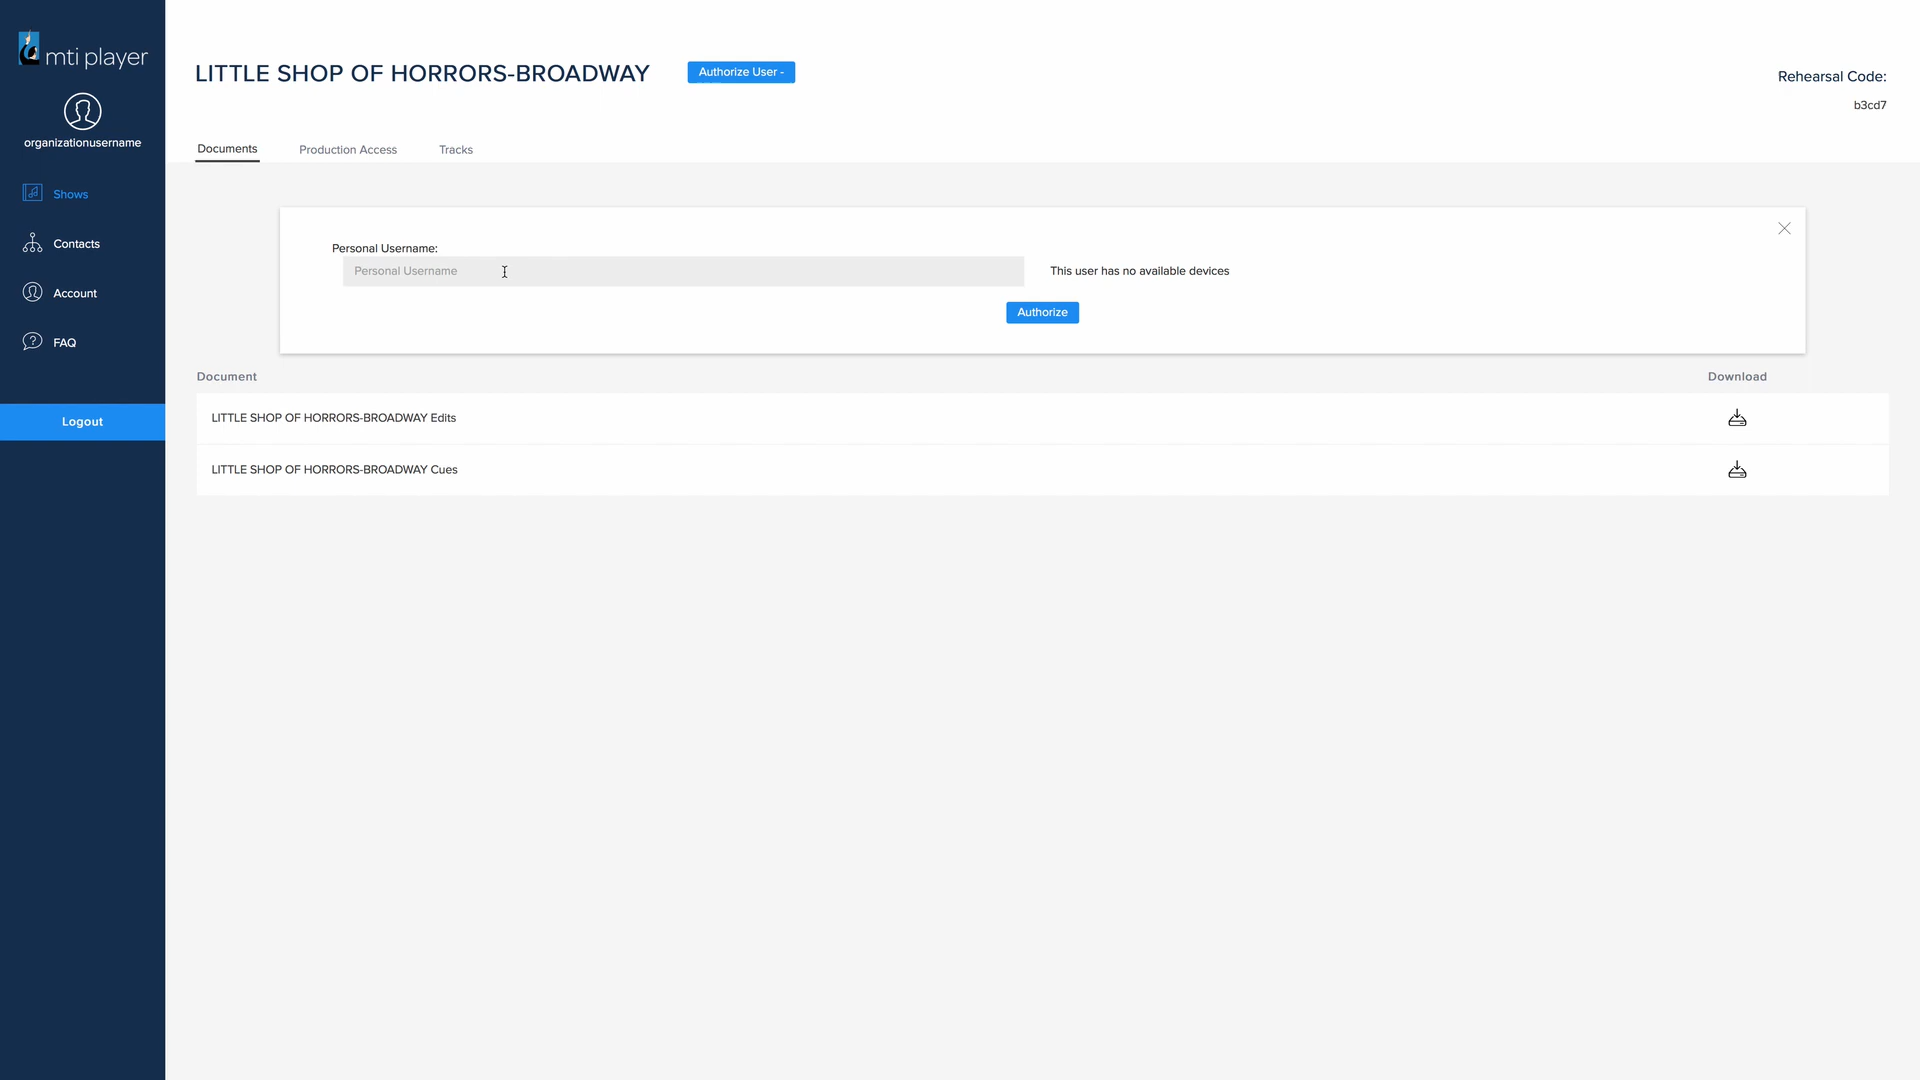 mti player
organizationusername
Shows
Contacts
Account
FAQ
Logout
LITTLE SHOP OF HORRORS-BROADWAY
Authorize User -
Rehearsal Code:
b3cd7
Documents Production Access Tracks
Personal Username:
Personal Username
This user has no available devices
Authorize
Document Download
LITTLE SHOP OF HORRORS-BROADWAY Edits
LITTLE SHOP OF HORRORS-BROADWAY Cues